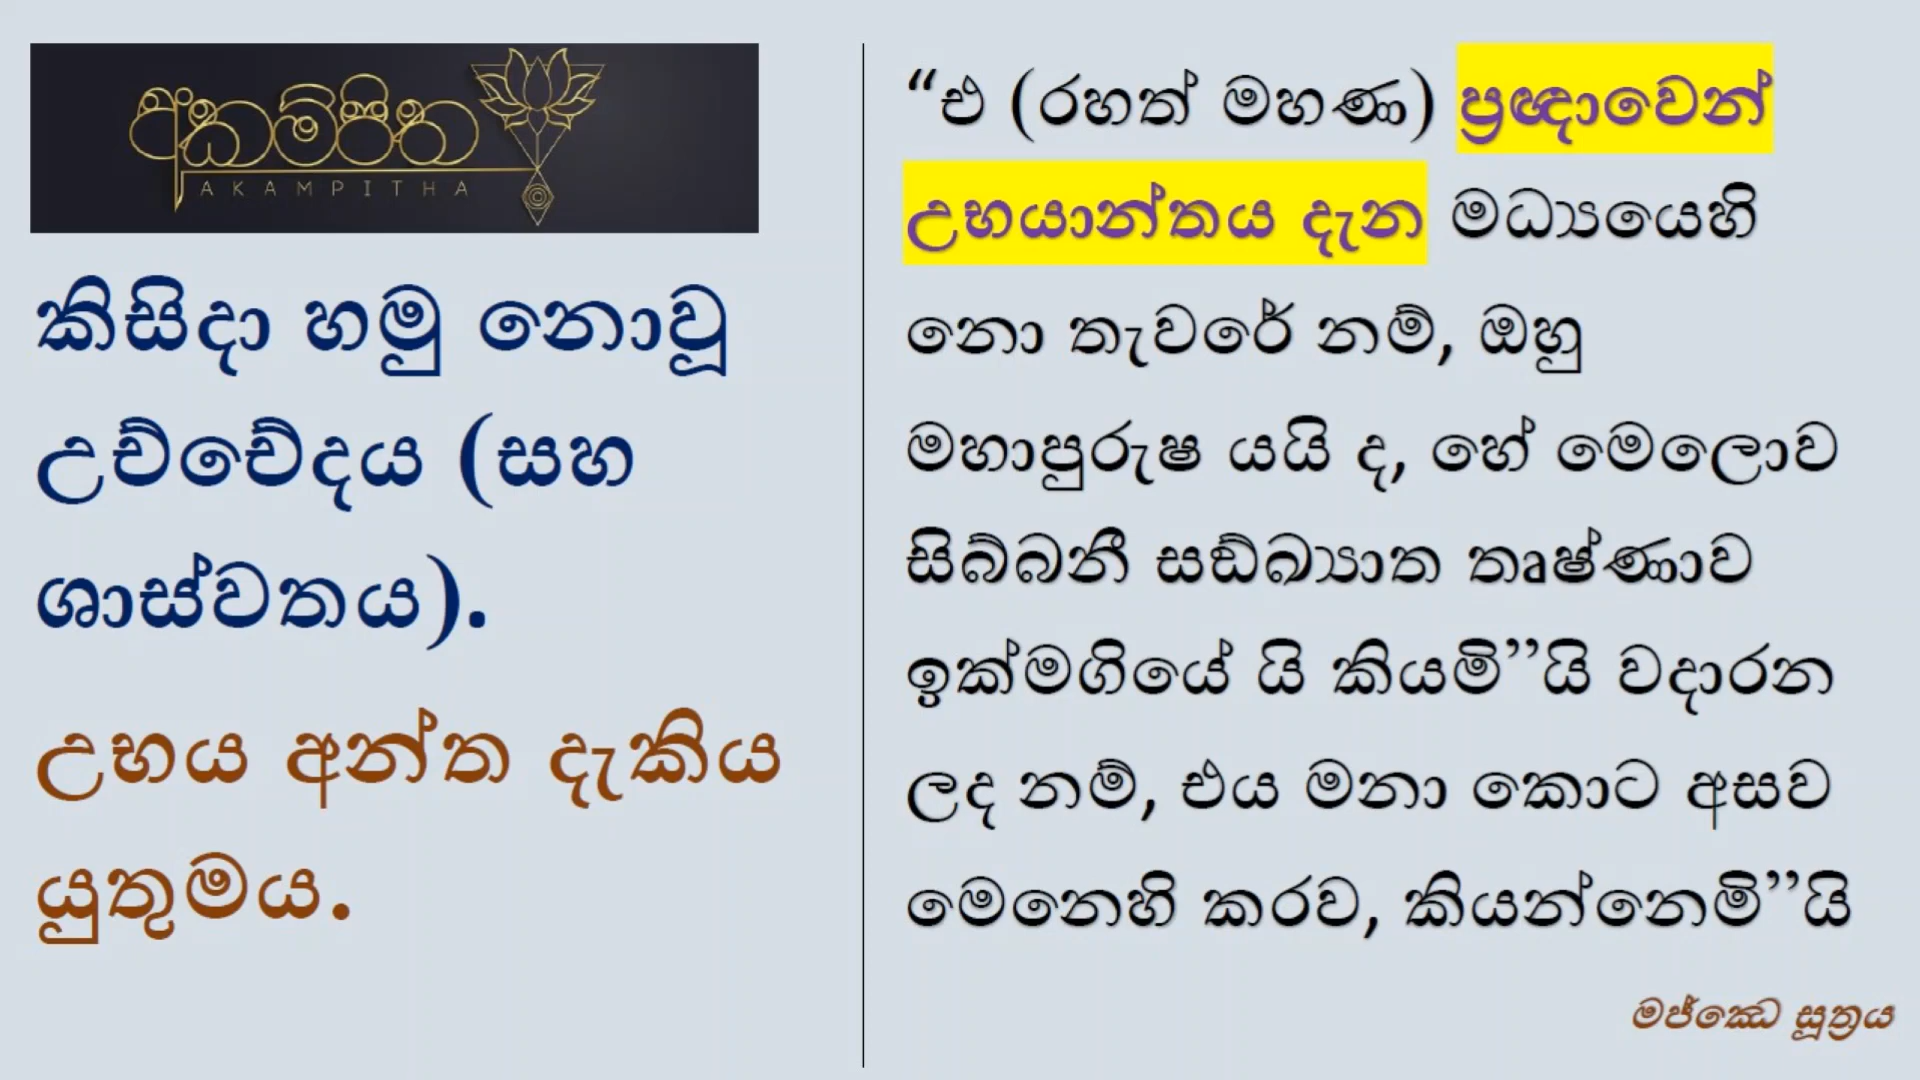 අකම්පිත
AKAMPITHA
කිසිදා හමු නොවූ
උච්චේදය (සහ
ශාස්වතය).
උභය අන්ත දැකිය
යුතුමය.
“එ (රහත් මහණ) ප්‍රඥාවෙන්
උභයාන්තය දැන මධ්‍යයෙහි
නො තැවරේ නම්, ඔහු
මහාපුරුෂ යයි ද, හේ මෙලොව
සිබ්බනී සඞ්ඛ්‍යාත තෘෂ්ණාව
ඉක්මගියේ යි කියමි”යි වදාරන
ලද නම්, එය මනා කොට අසව
මෙනෙහි කරව, කියන්නෙමි”යි
මජ්ඣෙ සූත්‍රය